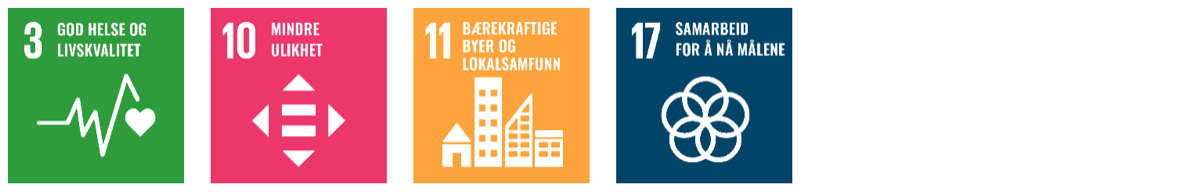 3 GOD HELSE OG
LIVSKVALITET
10 MINDRE
ULIKHET
11 BÆREKRAFTIGE
BYER OG
LOKALSAMFUNN
17 SAMARBEID
FOR Å NÅ MÅLENE